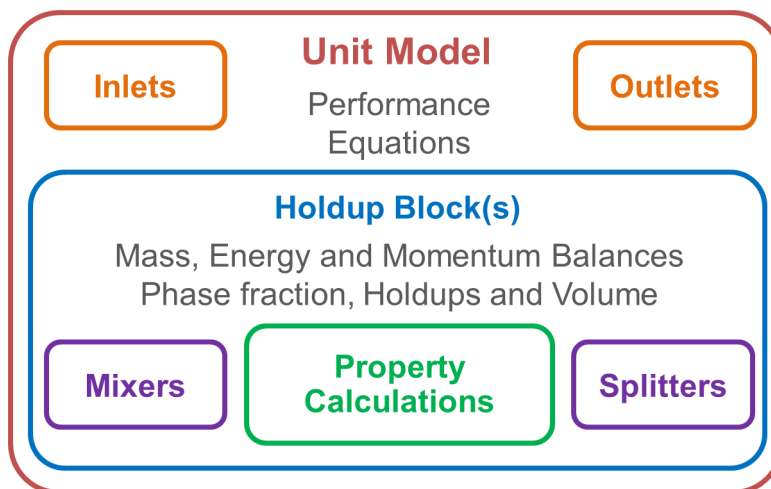 Unit Model
Inlets
Outlets
Performance
Equations
Holdup Block(s)
Mass, Energy and Momentum Balances
Phase fraction, Holdups and Volume
Mixers
Property
Calculations
Splitters